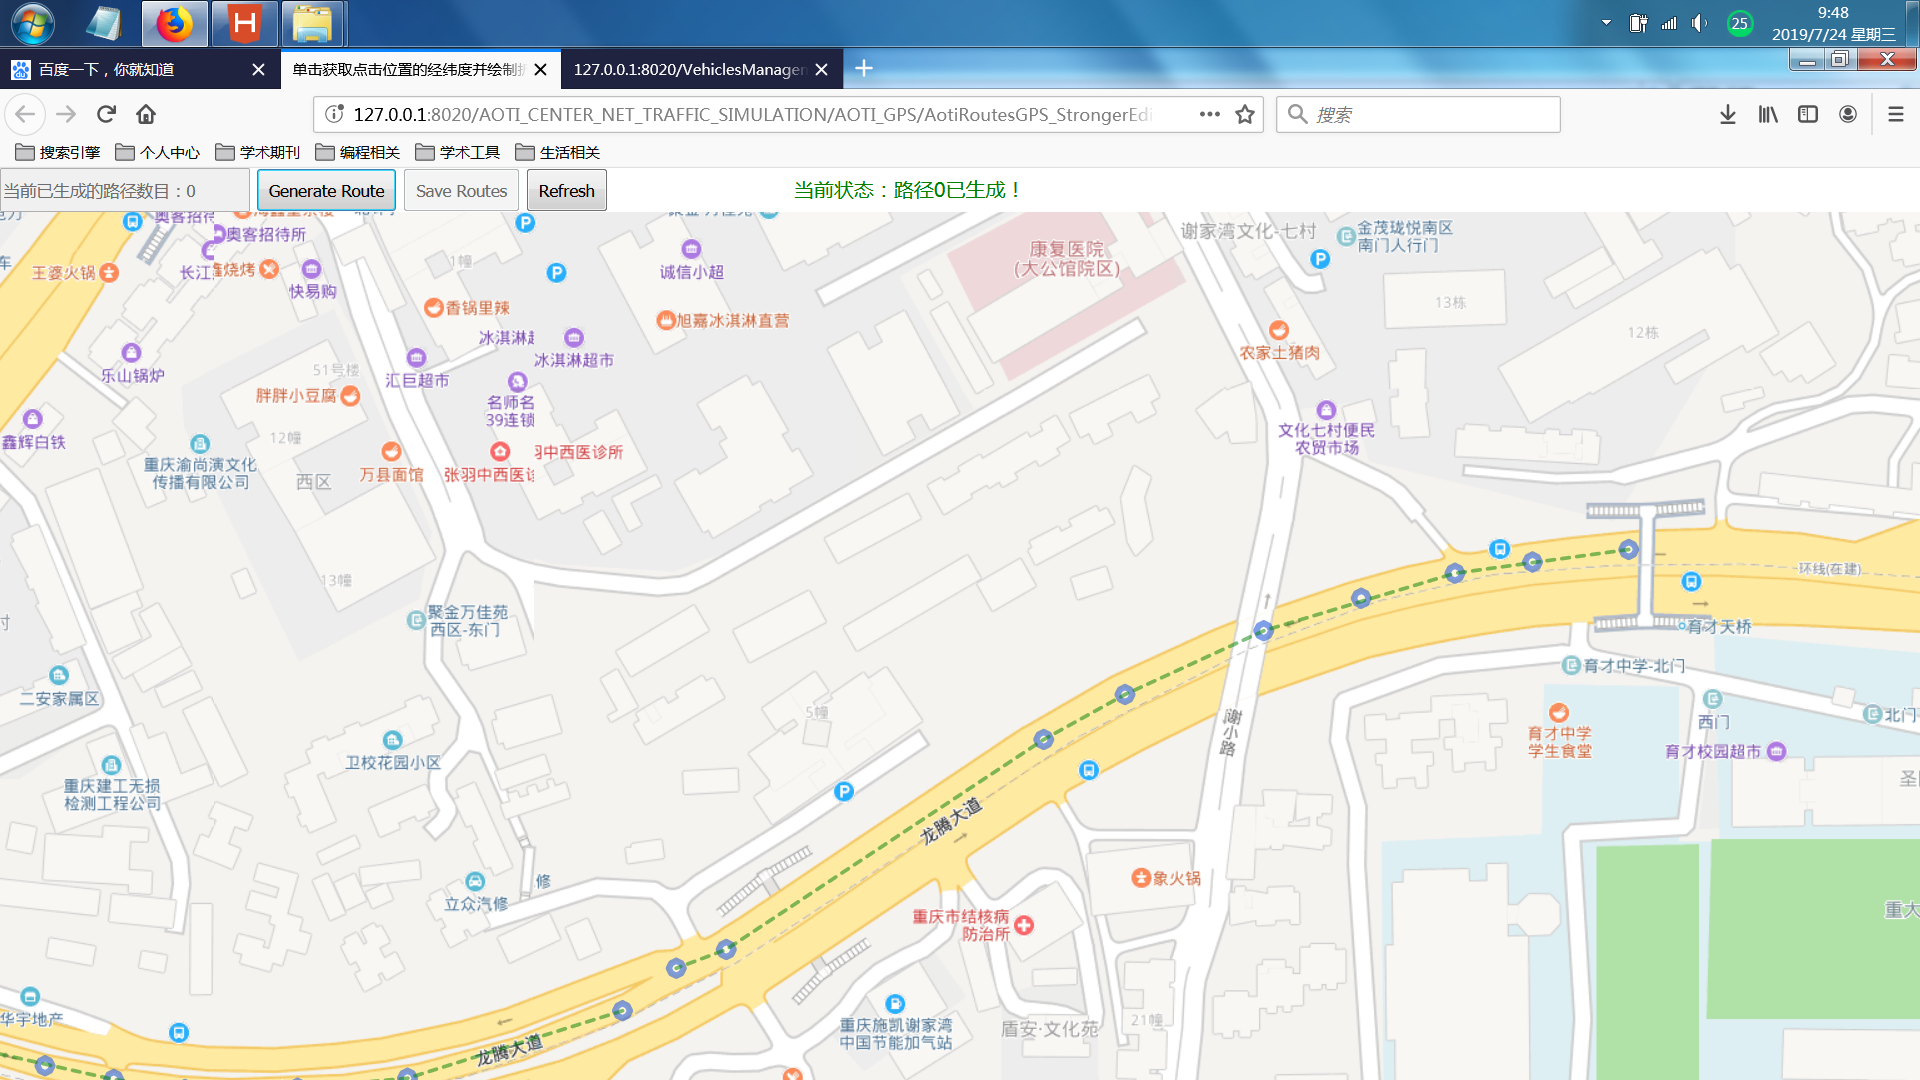 25
9:48
2019/7/24 星期三
百度一下，你就知道
单击获取点击位置的经纬度并绘制折
127.0.0.1:8020/VehiclesManagem
127.0.0.1:8020/AOTI_CENTER_NET_TRAFFIC_SIMULATION/AOTI_GPS/AotiRoutesGPS_StrongerEdi
搜索
搜索引擎
个人中心
学术期刊
编程相关
学术工具
生活相关
当前已生成的路径数目：0
Generate Route
Save Routes
Refresh
当前状态：路径0已生成！
奥客招待
奥客招待所
长江
鑫烧烤
王婆火锅
快易购
1幢
诚信小超
康复医院
(大公馆院区)
谢家湾文化·七村
金茂珑悦南区
南门人行门
香锅里辣
旭嘉冰淇淋直营
13栋
12栋
冰淇淋超
冰淇淋超市
农家土猪肉
乐山锅炉
51号楼
汇巨超市
胖胖小豆腐
名师名
39连锁
鑫辉白铁
12幢
文化七村便民
农贸市场
重庆渝尚演文化
传播有限公司
西区
万县面馆
张羽中西医诊
羽中西医诊所
13幢
环线(在建)
聚金万佳苑
西区-东门
村
育才天桥
育才中学-北门
二安家属区
5幢
谢小路
西门
北门
育才中学
学生食堂
育才校园超市
卫校花园小区
重庆建工无损
检测工程公司
龙腾大道
象火锅
修
立众汽修
重庆市结核病
防治所
重大
华宇地产
重庆施凯谢家湾
中国节能加气站
盾安·文化苑
21幢
龙腾大道